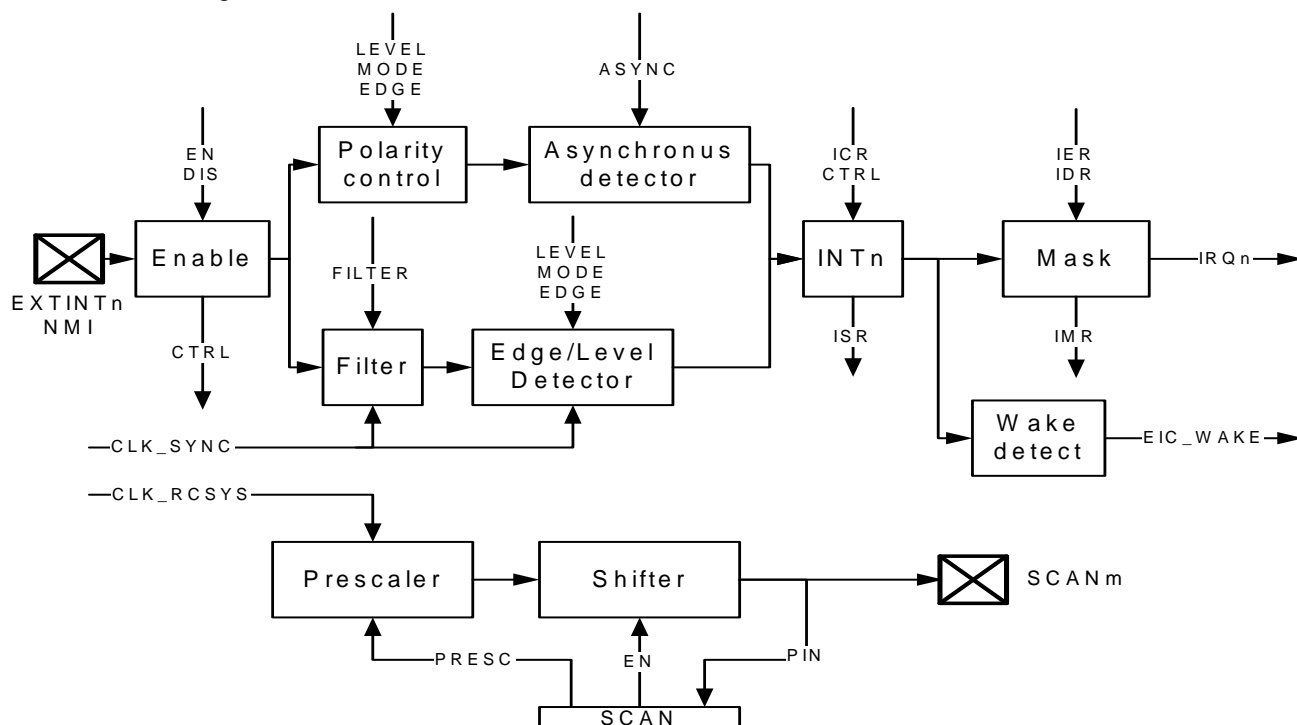 LEVEL
MODE
EDGE
ASYNC
EN
DIS
Polarity
control
Asynchronus
detector
ICR
CTRL
IER
IDR
EXTINTn
NMI
Enable
FILTER
LEVEL
MODE
EDGE
INTn
Mask
IRQn
CTRL
Filter
Edge/Level
Detector
ISR
IMR
CLK_SYNC
Wake
detect
EIC_WAKE
CLK_RCSYS
Prescaler
Shifter
SCANm
PRESC
EN
PIN
SCAN